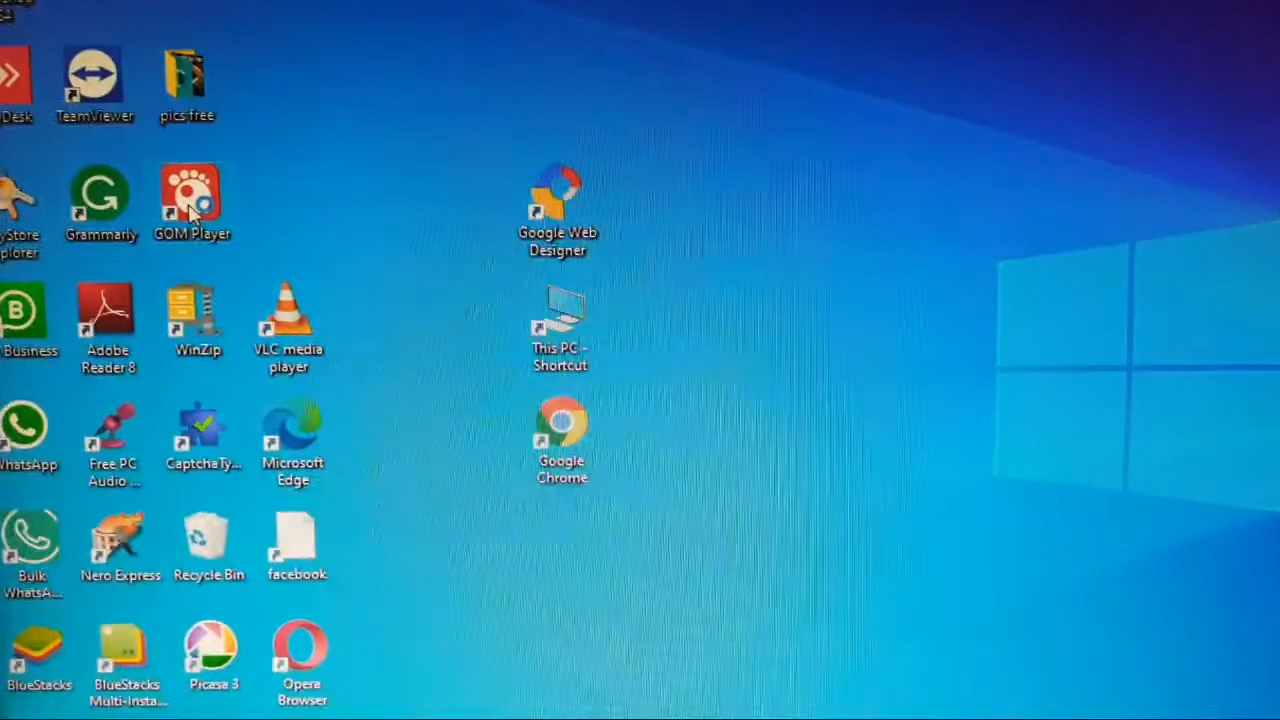 Desk
TeamViewer
pics free
Grammarly
GOM Player
Google Web
Designer
B
Business
Adobe
Reader 8
WinZip
VLC media
player
This PC -
Shortcut
WhatsApp
Free PC
Audio ...
CaptchaTy...
Microsoft
Edge
Google
Chrome
Bulk
WhatsA...
Nero Express
Recycle Bin
facebook
BlueStacks
BlueStacks
Multi-Insta...
Picasa 3
Opera
Browser